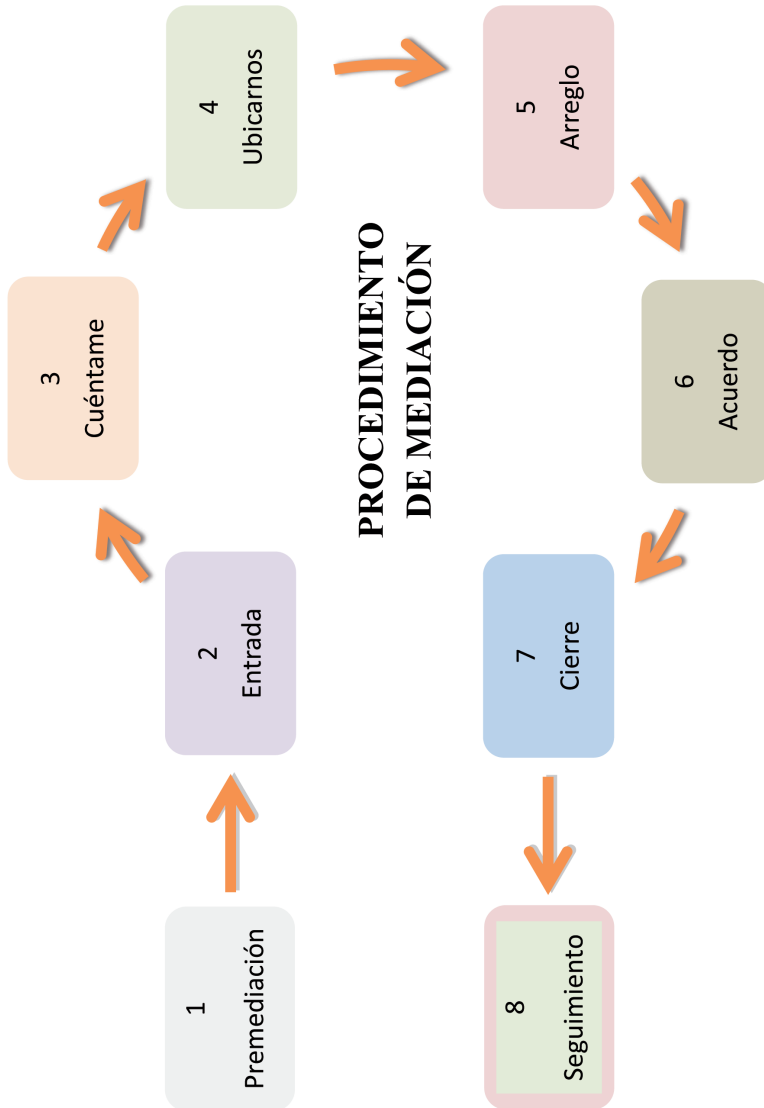 PROCEDIMIENTO
DE MEDIACIÓN
1
Premediación
2
Entrada
3
Cuéntame
4
Ubicarnos
5
Arreglo
6
Acuerdo
7
Cierre
8
Seguimiento